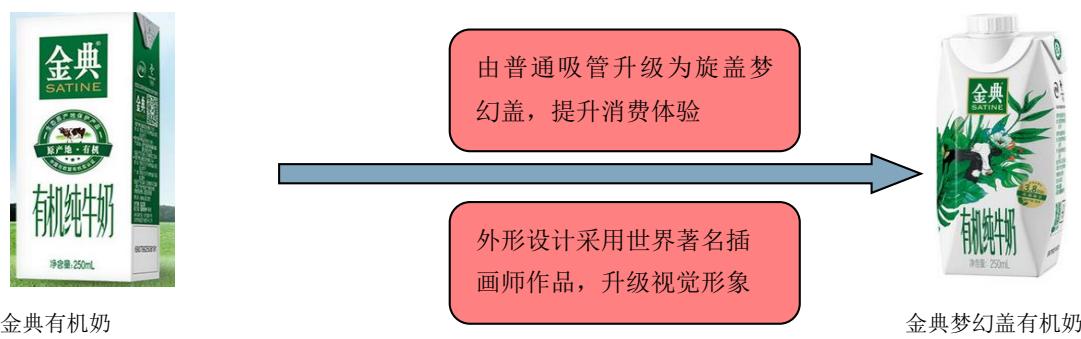 金典
SATINE
原产地·有机
有机纯牛奶
净含量:250mL
金典有机奶
由普通吸管升级为旋盖梦
幻盖，提升消费体验
外形设计采用世界著名插
画师作品，升级视觉形象
金典
SATINE
有机纯牛奶
净含量:250mL
金典梦幻盖有机奶